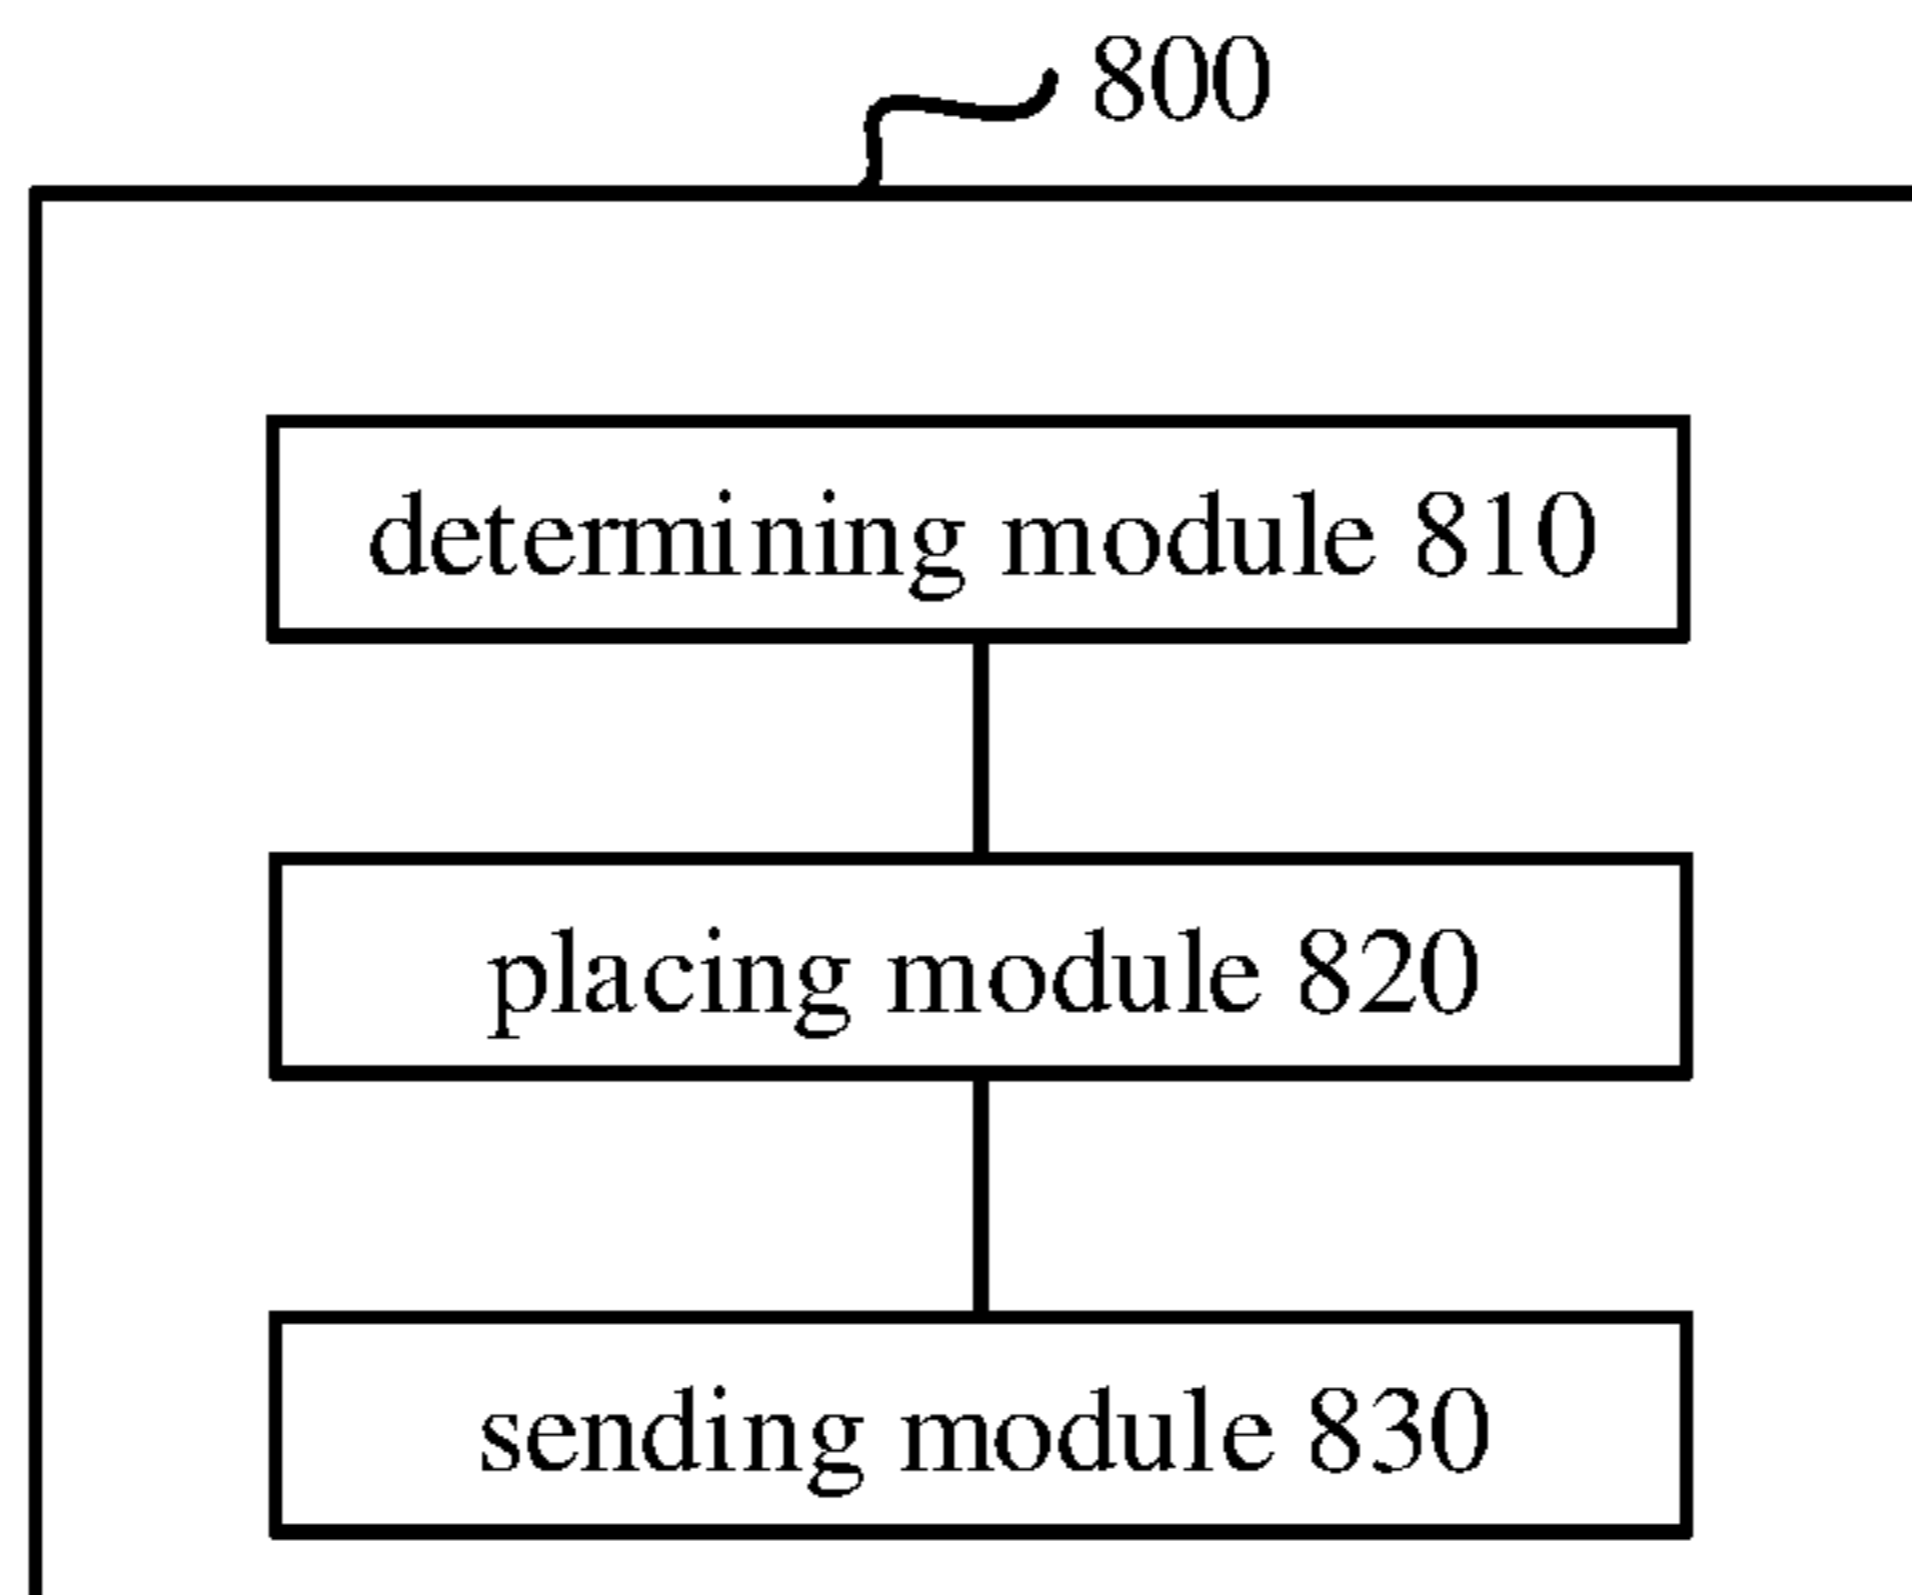 800
determining module 810
placing module 820
sending module 830